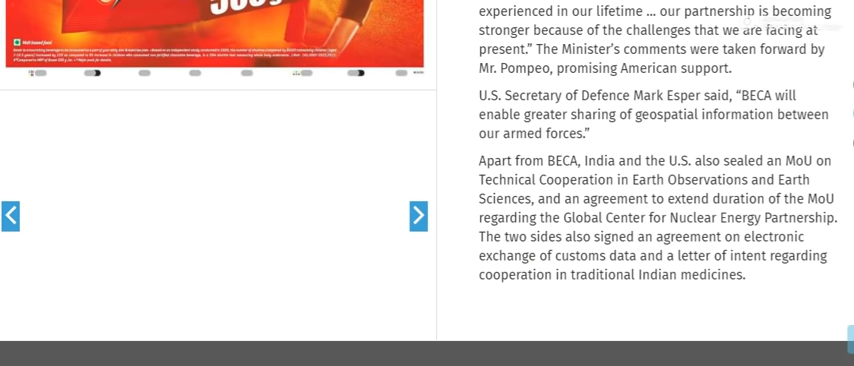 500g
Malt based food
experienced in our lifetime ... our partnership is becoming
stronger because of the challenges that we are facing at
present.” The Minister’s comments were taken forward by
Mr. Pompeo, promising American support.
U.S. Secretary of Defence Mark Esper said, “BECA will
enable greater sharing of geospatial information between
our armed forces.”
Apart from BECA, India and the U.S. also sealed an MoU on
Technical Cooperation in Earth Observations and Earth
Sciences, and an agreement to extend duration of the MoU
regarding the Global Center for Nuclear Energy Partnership.
The two sides also signed an agreement on electronic
exchange of customs data and a letter of intent regarding
cooperation in traditional Indian medicines.